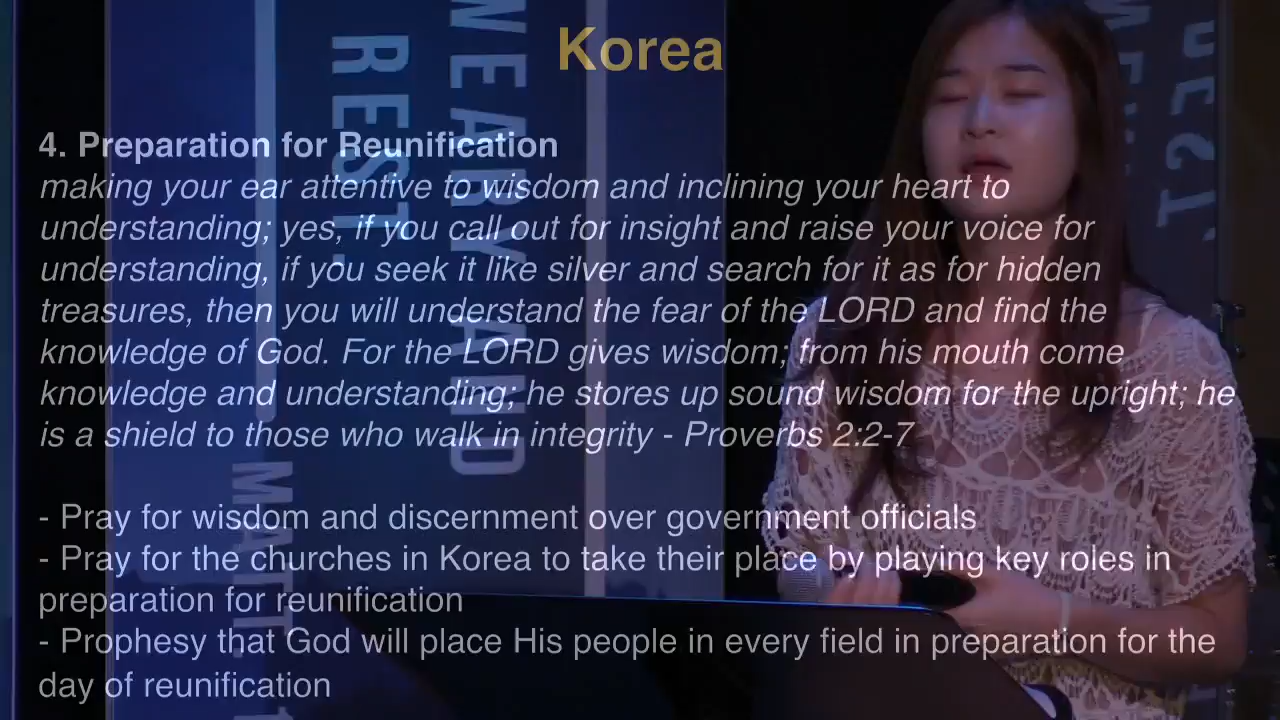 Korea
4. Preparation for Reunification
making your ear attentive to wisdom and inclining your heart to
understanding; yes, if you call out for insight and raise your voice for
understanding, if you seek it like silver and search for it as for hidden
treasures, then you will understand the fear of the LORD and find the
knowledge of God. For the LORD gives wisdom; from his mouth come
knowledge and understanding; he stores up sound wisdom for the upright; he
is a shield to those who walk in integrity - Proverbs 2:2-7
- Pray for wisdom and discernment over government officials
- Pray for the churches in Korea to take their place by playing key roles in
preparation for reunification
- Prophesy that God will place His people in every field in preparation for the
day of reunification
WEARY AND
REST.
MATT